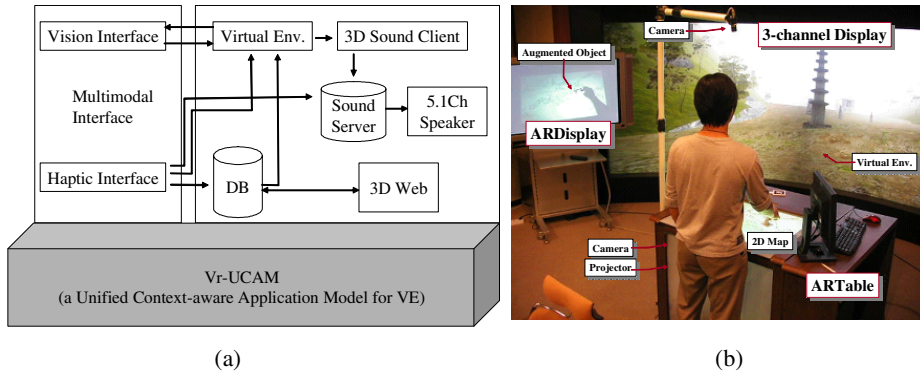 Vision Interface
Virtual Env.
3D Sound Client
Multimodal
Interface
Sound
Server
5.1Ch
Speaker
Haptic Interface
DB
3D Web
Vr-UCAM
(a Unified Context-aware Application Model for VE)
(a)
Camera
3-channel Display
Augmented Object
ARDisplay
Virtual Env.
2D Map
Camera
Projector
ARTable
(b)